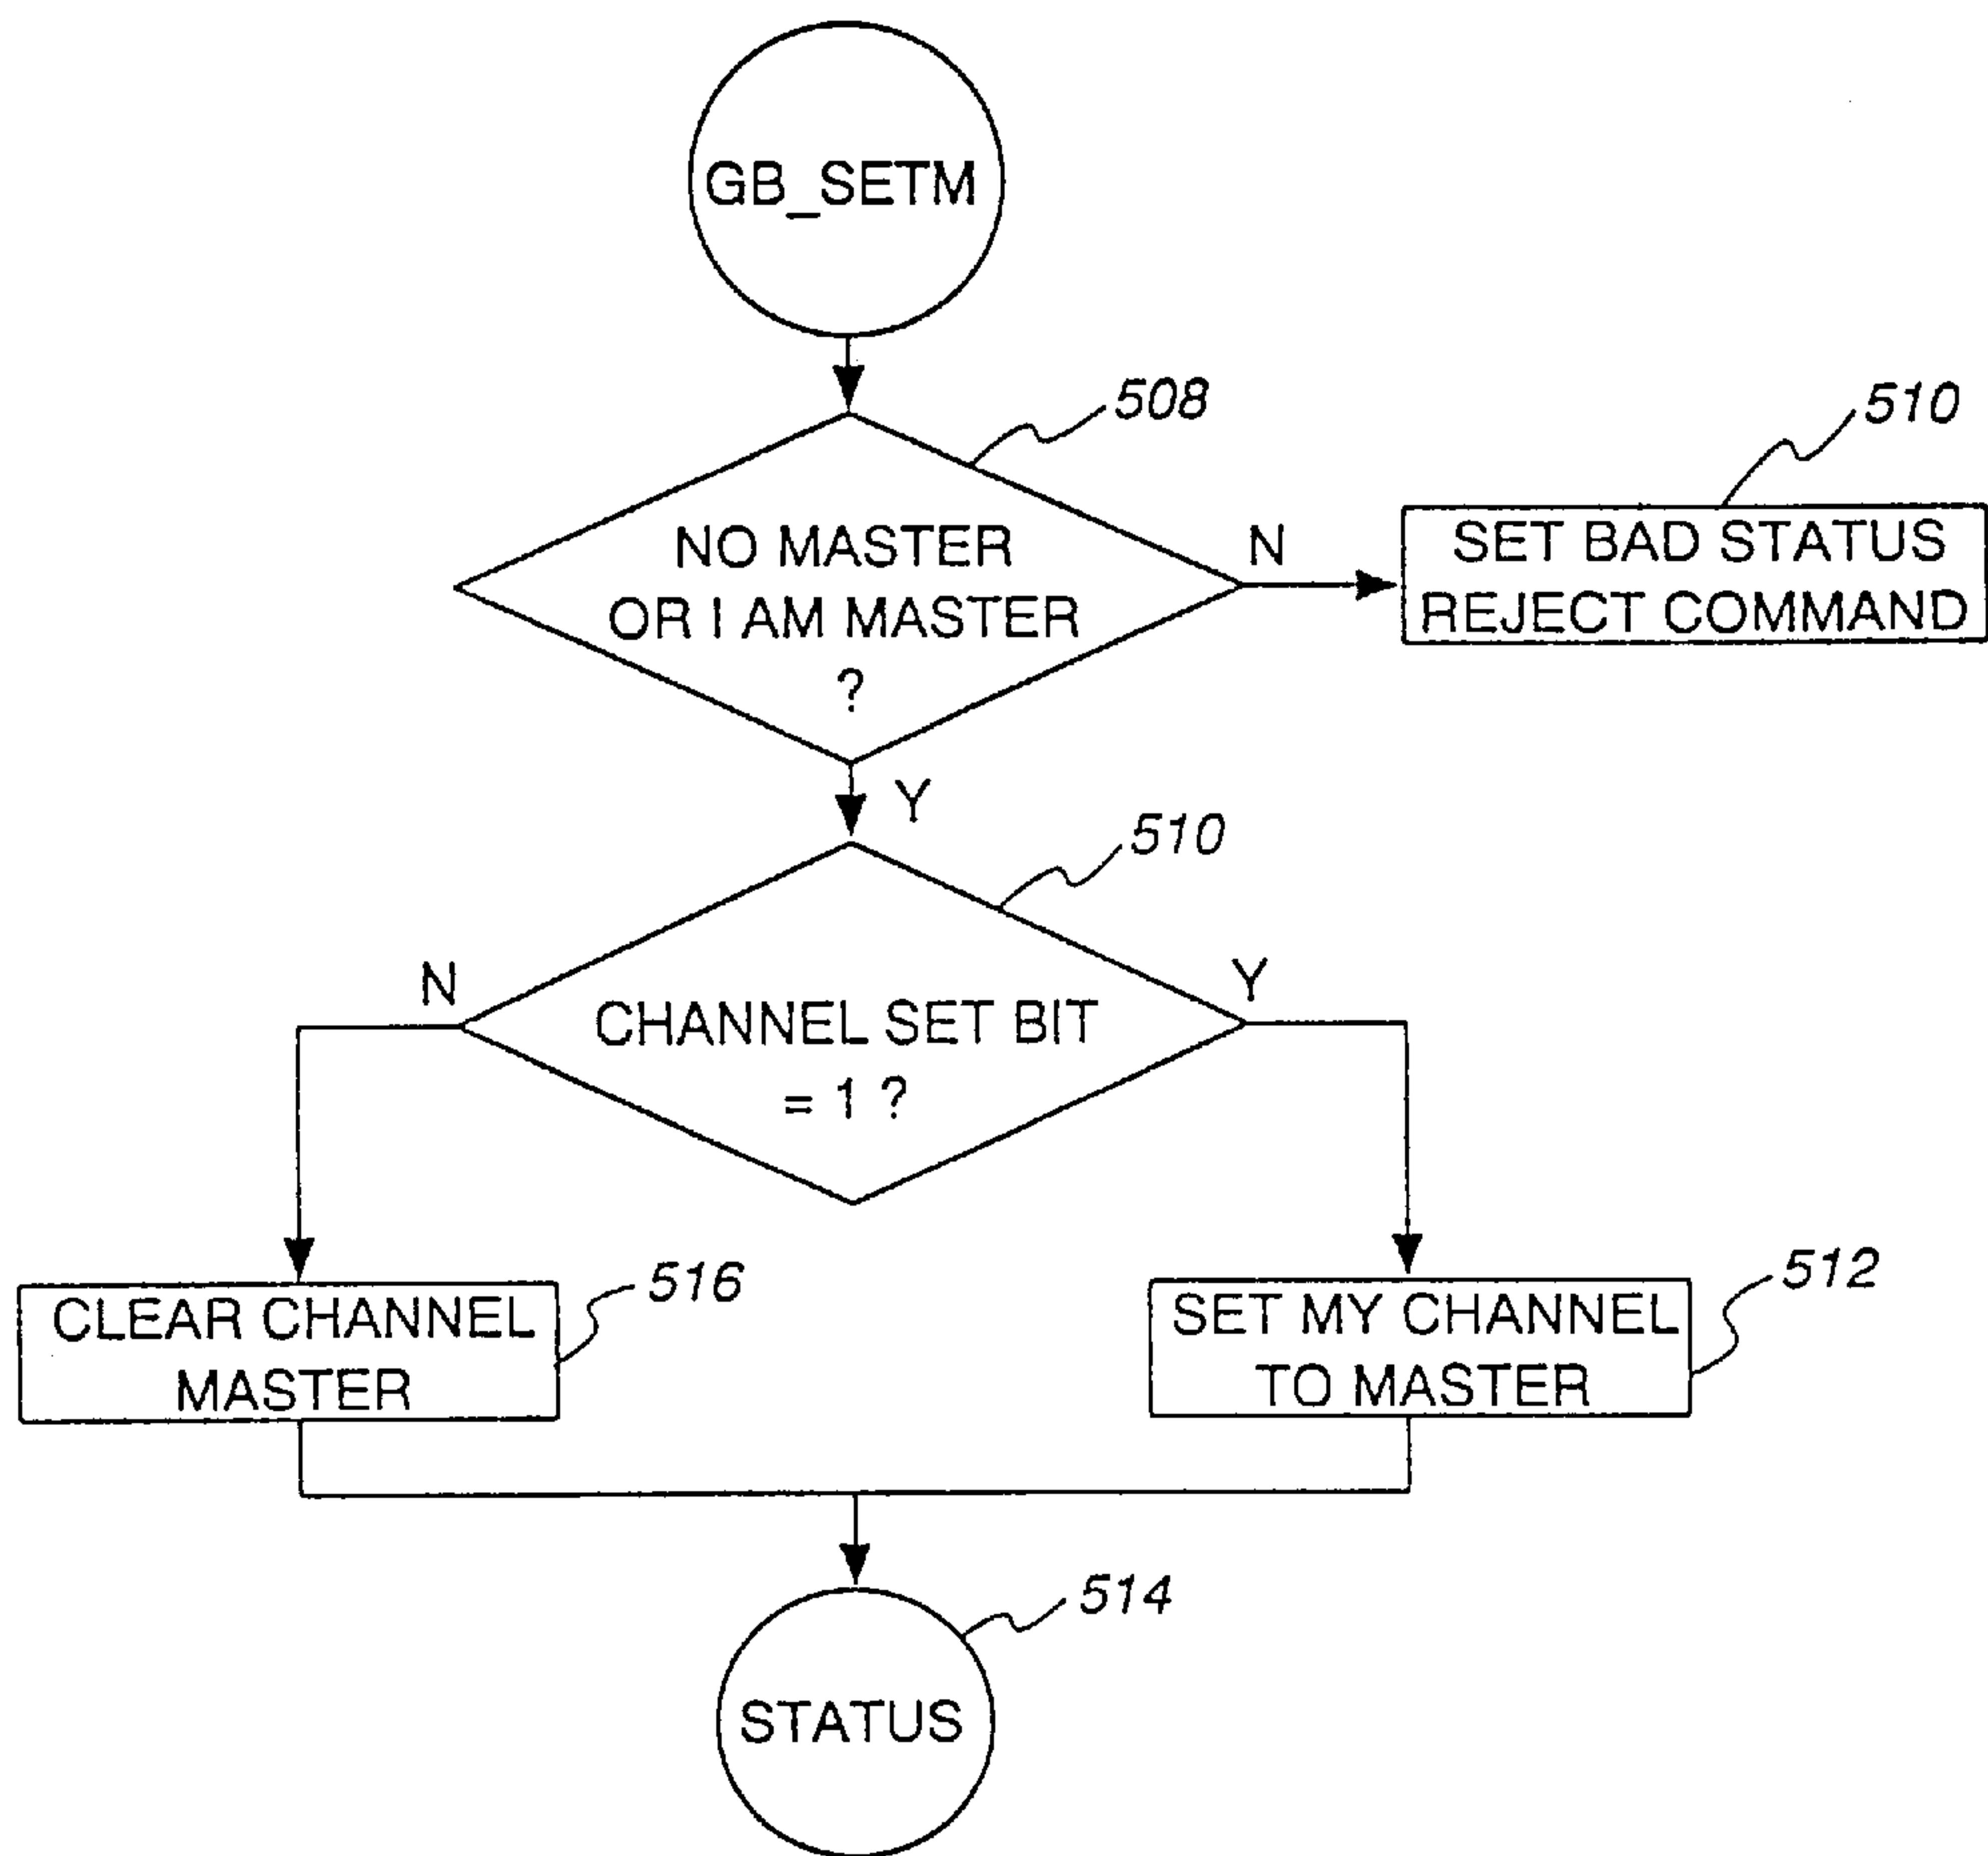 GB_SETM
508
510
NO MASTER
OR I AM MASTER
?
N
SET BAD STATUS
REJECT COMMAND
Y
510
N
Y
CHANNEL SET BIT
= 1 ?
516
512
CLEAR CHANNEL
MASTER
SET MY CHANNEL
TO MASTER
514
STATUS